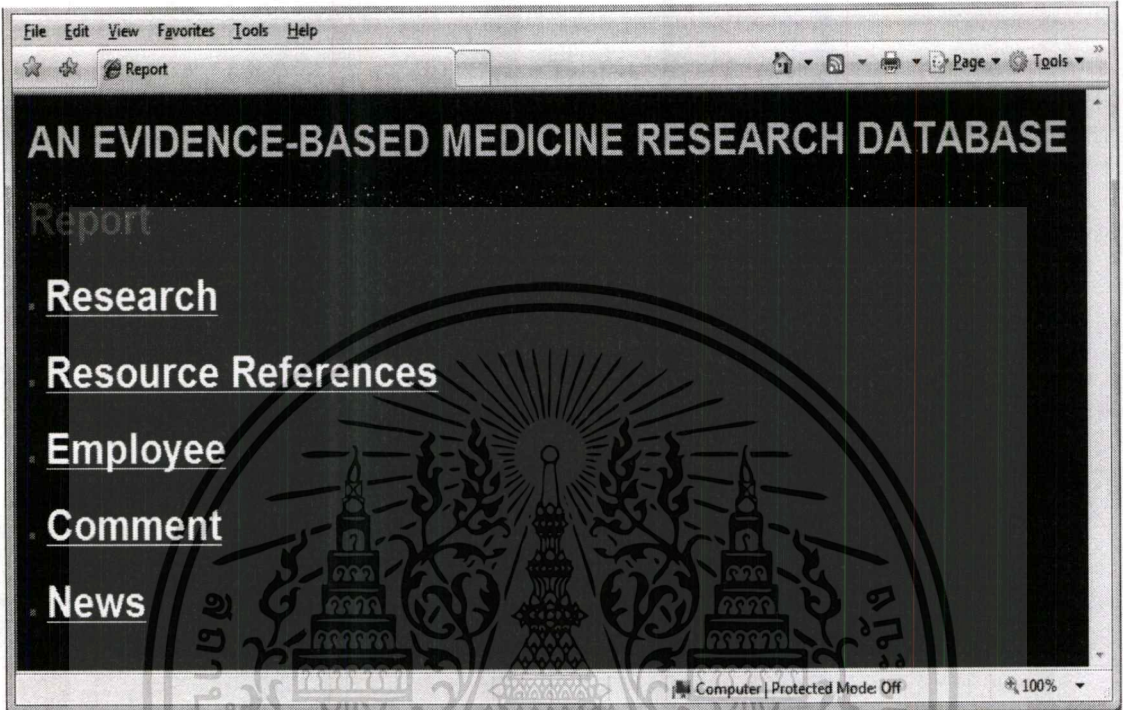 File Edit View Favorites Tools Help
Report Page Tools
AN EVIDENCE-BASED MEDICINE RESEARCH DATABASE
Report
Research
Resource References
Employee
Comment
News
Computer | Protected Mode: Off 100%